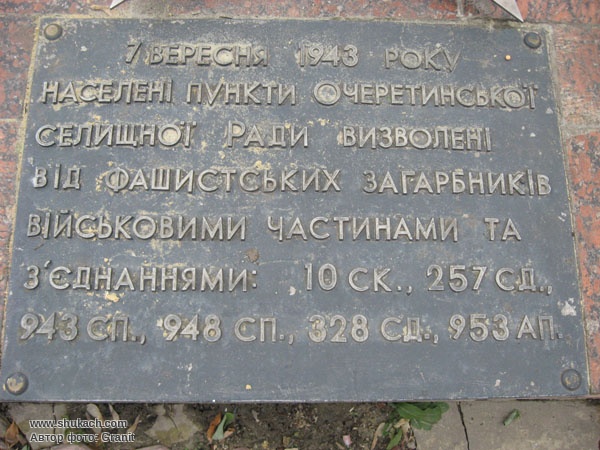 7 ВЕРЕСНЯ 1943 РОКУ
НАСЕЛЕНІ ПУНКТИ ОЧЕРЕТИНСЬКОЇ
СЕЛИЩНОЇ РАДИ ВИЗВОЛЕНІ
ВІД ФАШИСТСЬКИХ ЗАГАРБНИКІВ
ВІЙСЬКОВИМИ ЧАСТИНАМИ ТА
З'ЄДНАННЯМИ: 10 СК., 257 СД.,
943 СП., 948 СП., 328 СД., 953 АП.
www.shukach.com
Автор фото: Granit